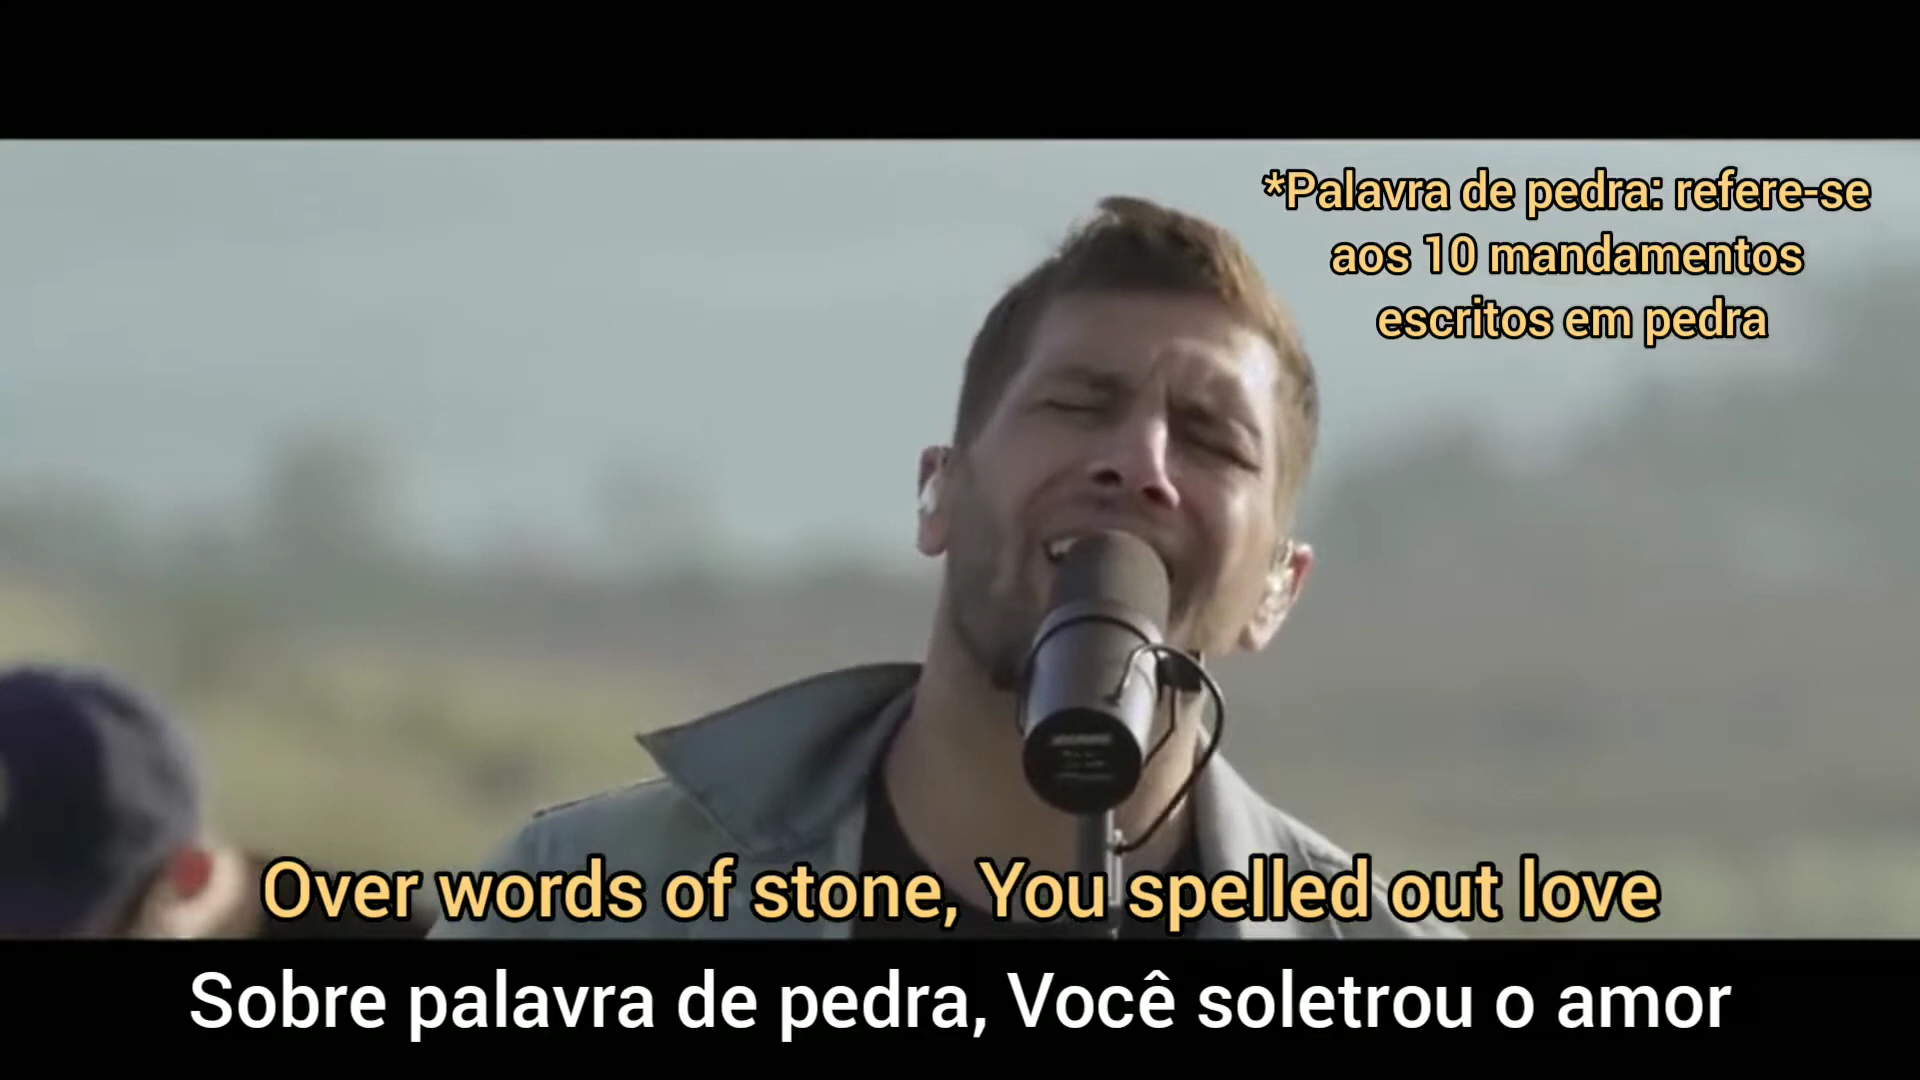 *Palavra de pedra: refere-se
aos 10 mandamentos
escritos em pedra
Over words of stone, You spelled out love
Sobre palavra de pedra, Você soletrou o amor